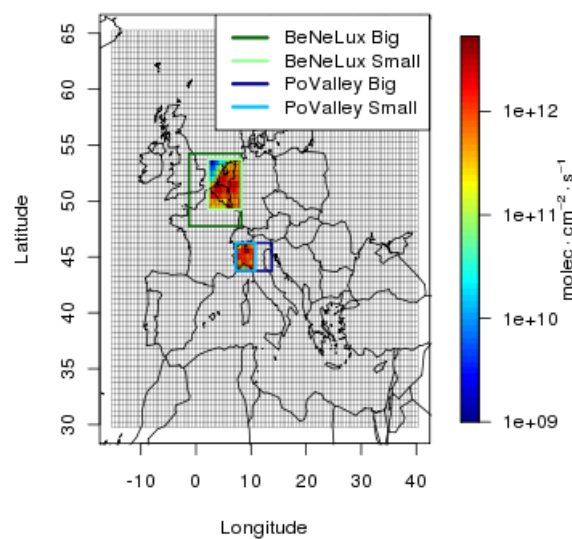 BeNeLux Big
BeNeLux Small
PoValley Big
PoValley Small
65
60
55
50
45
40
35
30
Latitude
-10 0 10 20 30 40
Longitude
1e+12
1e+11
1e+10
1e+09
molec · cm⁻² · s⁻¹